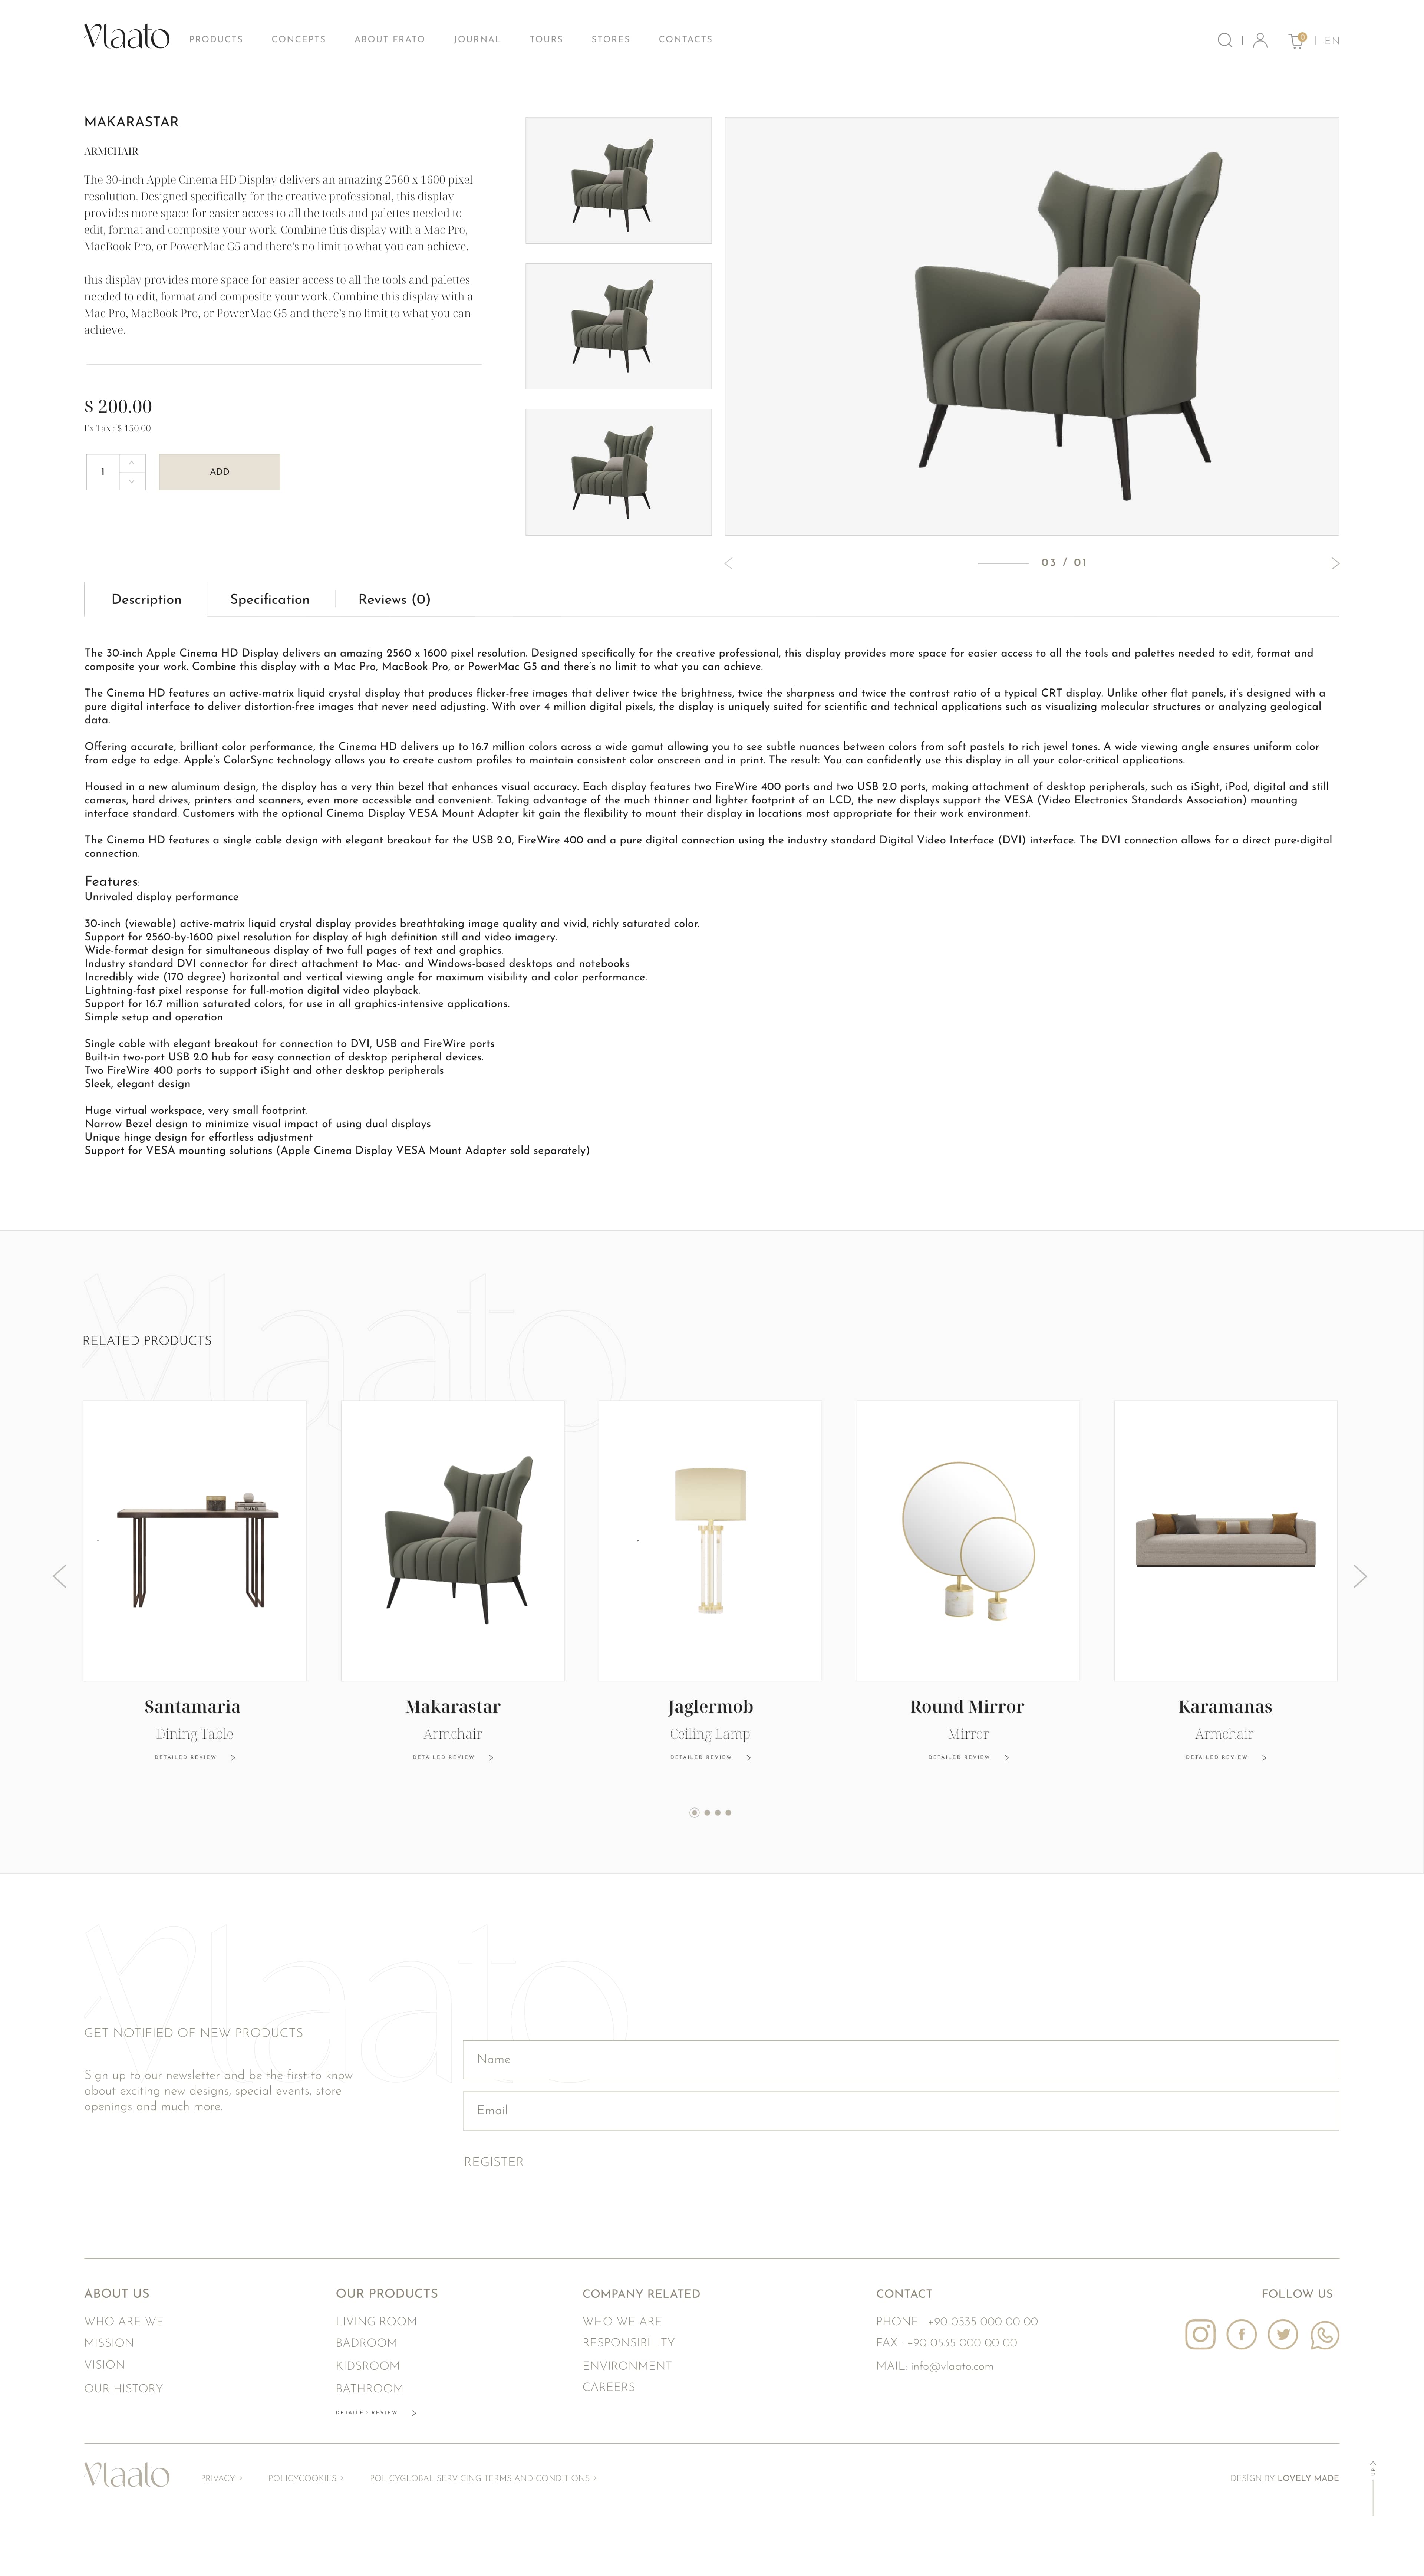 Vlaato PRODUCTS CONCEPTS ABOUT FRATO JOURNAL TOURS STORES CONTACTS EN
MAKARASTAR
ARMCHAIR
The 30-inch Apple Cinema HD Display delivers an amazing 2560 x 1600 pixel
resolution. Designed specifically for the creative professional, this display
provides more space for easier access to all the tools and palettes needed to
edit, format and composite your work. Combine this display with a Mac Pro,
MacBook Pro, or PowerMac G5 and there's no limit to what you can achieve.
this display provides more space for easier access to all the tools and palettes
needed to edit, format and composite your work. Combine this display with a
Mac Pro, MacBook Pro, or PowerMac G5 and there's no limit to what you can
achieve.
$ 200.00
Ex Tax : $ 150.00
1 ADD
03 / 01
Description Specification Reviews (0)
The 30-inch Apple Cinema HD Display delivers an amazing 2560 x 1600 pixel resolution. Designed specifically for the creative professional, this display provides more space for easier access to all the tools and palettes needed to edit, format and
composite your work. Combine this display with a Mac Pro, MacBook Pro, or PowerMac G5 and there's no limit to what you can achieve.
The Cinema HD features an active-matrix liquid crystal display that produces flicker-free images that deliver twice the brightness, twice the sharpness and twice the contrast ratio of a typical CRT display. Unlike other flat panels, it's designed with a
pure digital interface to deliver distortion-free images that never need adjusting. With over 4 million digital pixels, the display is uniquely suited for scientific and technical applications such as visualizing molecular structures or analyzing geological
data.
Offering accurate, brilliant color performance, the Cinema HD delivers up to 16.7 million colors across a wide gamut allowing you to see subtle nuances between colors from soft pastels to rich jewel tones. A wide viewing angle ensures uniform color
from edge to edge. Apple's ColorSync technology allows you to create custom profiles to maintain consistent color onscreen and in print. The result: You can confidently use this display in all your color-critical applications.
Housed in a new aluminum design, the display has a very thin bezel that enhances visual accuracy. Each display features two FireWire 400 ports and two USB 2.0 ports, making attachment of desktop peripherals, such as iSight, iPod, digital and still
cameras, hard drives, printers and scanners, even more accessible and convenient. Taking advantage of the much thinner and lighter footprint of an LCD, the new displays support the VESA (Video Electronics Standards Association) mounting
interface standard. Customers with the optional Cinema Display VESA Mount Adapter kit gain the flexibility to mount their display in locations most appropriate for their work environment.
The Cinema HD features a single cable design with elegant breakout for the USB 2.0, FireWire 400 and a pure digital connection using the industry standard Digital Video Interface (DVI) interface. The DVI connection allows for a direct pure-digital
connection.
Features:
Unrivaled display performance
30-inch (viewable) active-matrix liquid crystal display provides breathtaking image quality and vivid, richly saturated color.
Support for 2560-by-1600 pixel resolution for display of high definition still and video imagery.
Wide-format design for simultaneous display of two full pages of text and graphics.
Industry standard DVI connector for direct attachment to Mac- and Windows-based desktops and notebooks
Incredibly wide (170 degree) horizontal and vertical viewing angle for maximum visibility and color performance.
Lightning-fast pixel response for full-motion digital video playback.
Support for 16.7 million saturated colors, for use in all graphics-intensive applications.
Simple setup and operation
Single cable with elegant breakout for connection to DVI, USB and FireWire ports
Built-in two-port USB 2.0 hub for easy connection of desktop peripheral devices.
Two FireWire 400 ports to support iSight and other desktop peripherals
Sleek, elegant design
Huge virtual workspace, very small footprint.
Narrow Bezel design to minimize visual impact of using dual displays
Unique hinge design for effortless adjustment
Support for VESA mounting solutions (Apple Cinema Display VESA Mount Adapter sold separately)
Vlaato
RELATED PRODUCTS
CHANEL
Santamaria Makarastar Jaglermob Round Mirror Karamanas
Dining Table Armchair Ceiling Lamp Mirror Armchair
DETAILED REVIEW DETAILED REVIEW DETAILED REVIEW DETAILED REVIEW DETAILED REVIEW
Vlaato
GET NOTIFIED OF NEW PRODUCTS
Sign up to our newsletter and be the first to know
about exciting new designs, special events, store
openings and much more.
Name
Email
REGISTER
ABOUT US
WHO ARE WE
MISSION
VISION
OUR HISTORY
OUR PRODUCTS
LIVING ROOM
BADROOM
KIDSROOM
BATHROOM
DETAILED REVIEW
COMPANY RELATED
WHO WE ARE
RESPONSIBILITY
ENVIRONMENT
CAREERS
CONTACT
PHONE : +90 0535 000 00 00
FAX : +90 0535 000 00 00
MAIL: info@vlaato.com
FOLLOW US
Vlaato PRIVACY POLICYCOOKIES POLICYGLOBAL SERVICING TERMS AND CONDITIONS DESIGN BY LOVELY MADE
UP